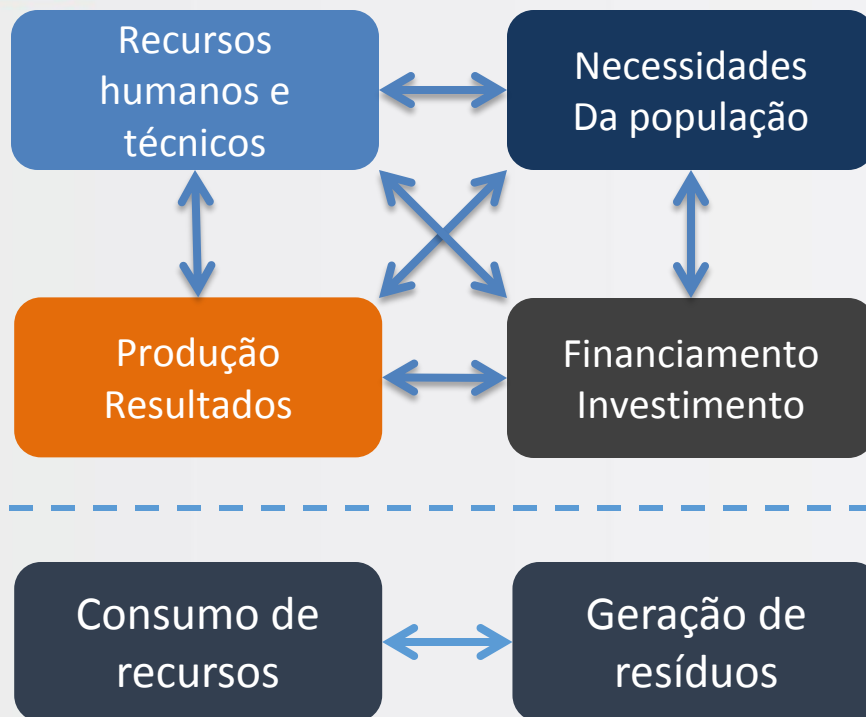 Recursos
humanos e
técnicos
Necessidades
Da população
Produção
Resultados
Financiamento
Investimento
Consumo de
recursos
Geração de
resíduos